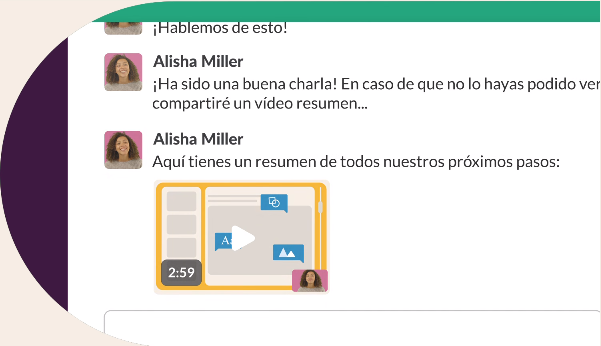 ¡Hablemos de esto!
Alisha Miller
¡Ha sido una buena charla! En caso de que no lo hayas podido ver
compartiré un vídeo resumen...
Alisha Miller
Aquí tienes un resumen de todos nuestros próximos pasos:
2:59